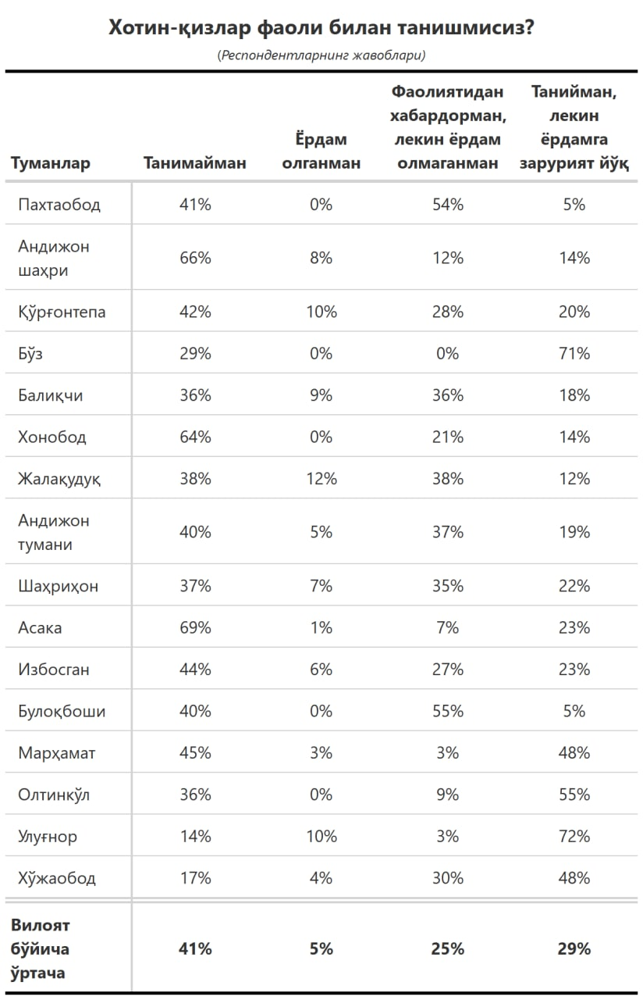 Хотин-қизлар фаоли билан танишмисиз?
(Респондентларнинг жавоблари)
Туманлар Танимайман Ёрдам олганман Фаолиятидан хабардорман, лекин ёрдам олмаганман Танийман, лекин ёрдамга зарурият йўқ
Пахтаобод 41% 0% 54% 5%
Андижон шаҳри 66% 8% 12% 14%
Қўрғонтепа 42% 10% 28% 20%
Бўз 29% 0% 0% 71%
Балиқчи 36% 9% 36% 18%
Хонобод 64% 0% 21% 14%
Жалақудуқ 38% 12% 38% 12%
Андижон тумани 40% 5% 37% 19%
Шаҳриҳон 37% 7% 35% 22%
Асака 69% 1% 7% 23%
Избосган 44% 6% 27% 23%
Булоқбоши 40% 0% 55% 5%
Марҳамат 45% 3% 3% 48%
Олтинкўл 36% 0% 9% 55%
Улуғнор 14% 10% 3% 72%
Хўжаобод 17% 4% 30% 48%
Вилоят бўйича ўртача 41% 5% 25% 29%